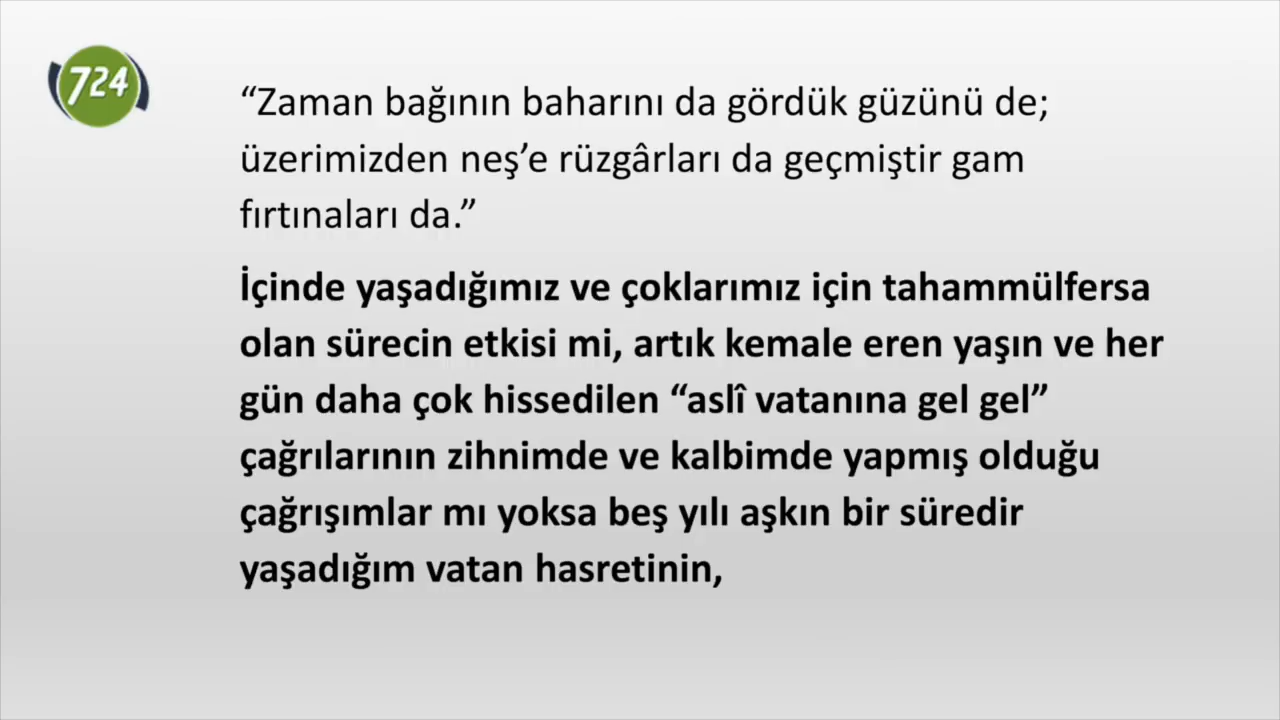 724
“Zaman bağının baharını da gördük güzünü de;
üzerimizden neş’e rüzgârları da geçmiştir gam
fırtınaları da.”
İçinde yaşadığımız ve çoklarımız için tahammülfersa
olan sürecin etkisi mi, artık kemale eren yaşın ve her
gün daha çok hissedilen “aslî vatanına gel gel”
çağrılarının zihnimde ve kalbimde yapmış olduğu
çağrışımlar mı yoksa beş yılı aşkın bir süredir
yaşadığım vatan hasretinin,